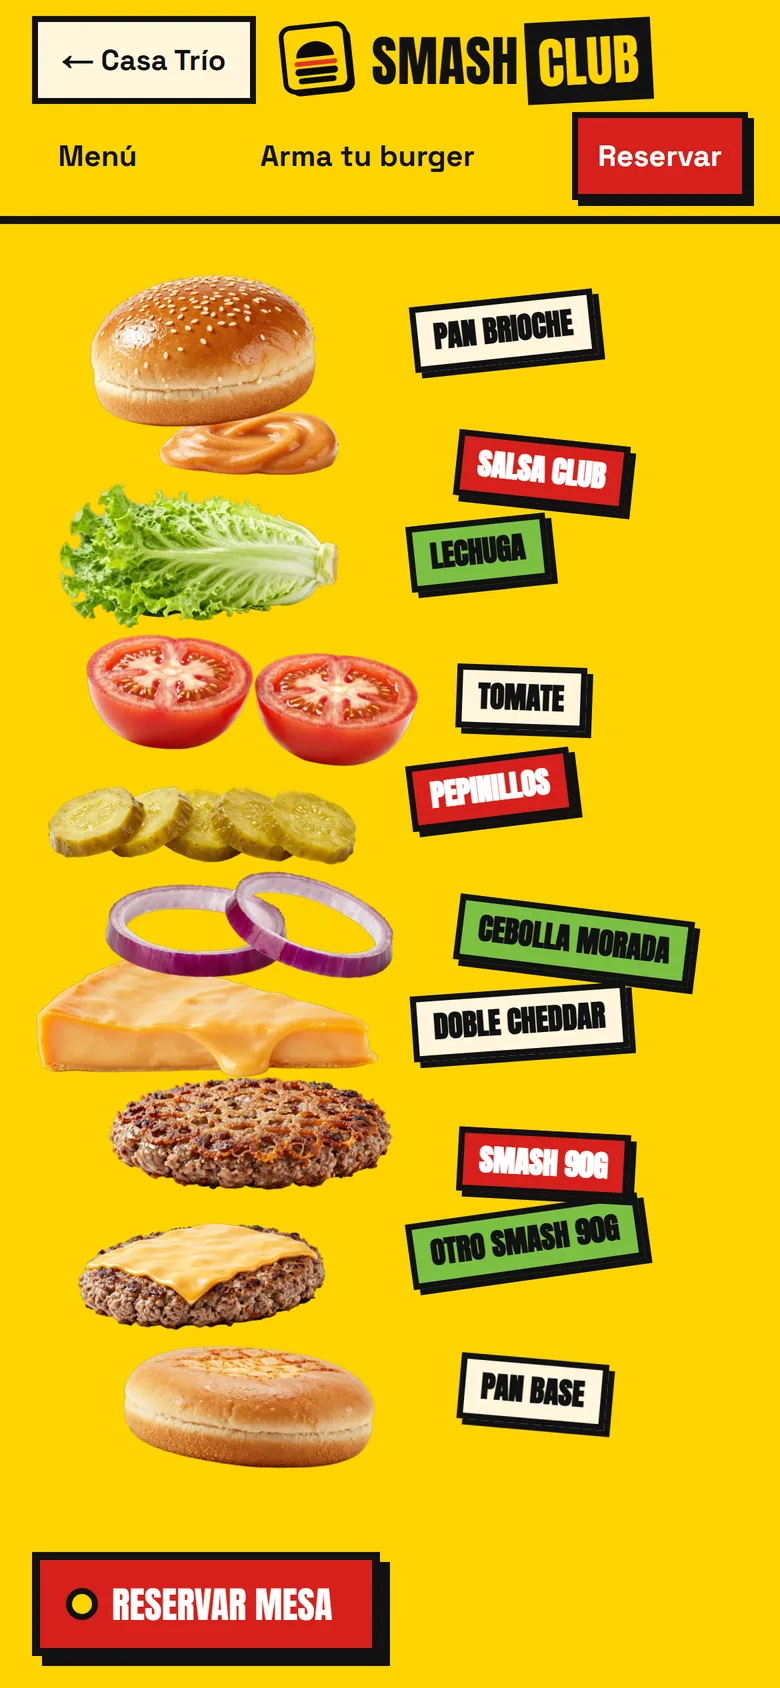 ← Casa Trío
SMASH CLUB
Menú
Arma tu burger
Reservar
PAN BRIOCHE
SALSA CLUB
LECHUGA
TOMATE
PEPINILLOS
CEBOLLA MORADA
DOBLE CHEDDAR
SMASH 90G
OTRO SMASH 90G
PAN BASE
RESERVAR MESA